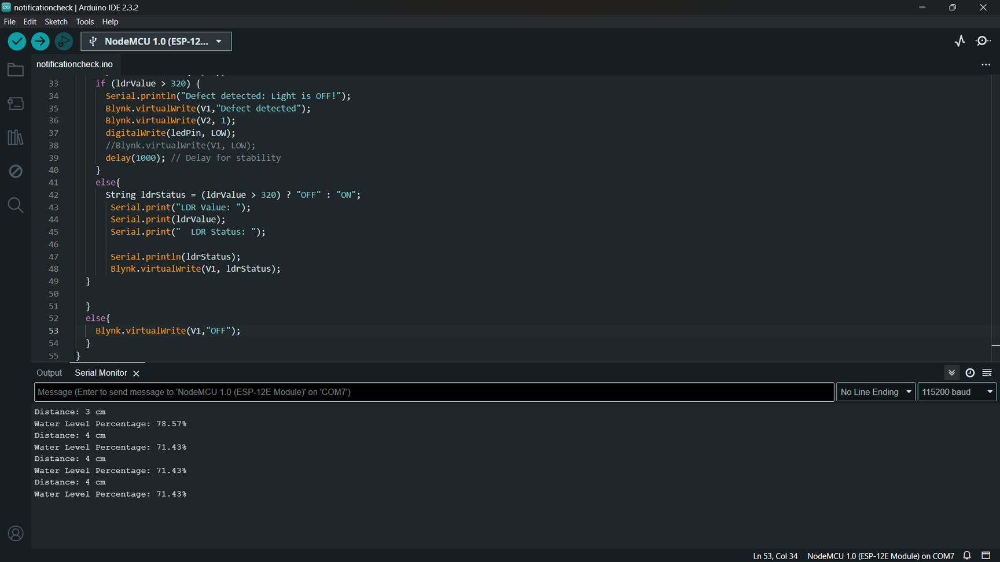 notificationcheck | Arduino IDE 2.3.2
File Edit Sketch Tools Help
NodeMCU 1.0 (ESP-12...
notificationcheck.ino
33 if (ldrValue > 320) {
34 Serial.println("Defect detected: Light is OFF!");
35 Blynk.virtualWrite(V1,"Defect detected");
36 Blynk.virtualWrite(V2, 1);
37 digitalWrite(ledPin, LOW);
38 //Blynk.virtualWrite(V1, LOW);
39 delay(1000); // Delay for stability
40 }
41 else{
42 String ldrStatus = (ldrValue > 320) ? "OFF" : "ON";
43 Serial.print("LDR Value: ");
44 Serial.print(ldrValue);
45 Serial.print("  LDR Status: ");
46
47 Serial.println(ldrStatus);
48 Blynk.virtualWrite(V1, ldrStatus);
49 }
50
51 }
52 else{
53 Blynk.virtualWrite(V1,"OFF");
54 }
55 }
Output Serial Monitor
Message (Enter to send message to 'NodeMCU 1.0 (ESP-12E Module)' on 'COM7') No Line Ending 115200 baud
Distance: 3 cm
Water Level Percentage: 78.57%
Distance: 4 cm
Water Level Percentage: 71.43%
Distance: 4 cm
Water Level Percentage: 71.43%
Distance: 4 cm
Water Level Percentage: 71.43%
Ln 53, Col 34 NodeMCU 1.0 (ESP-12E Module) on COM7